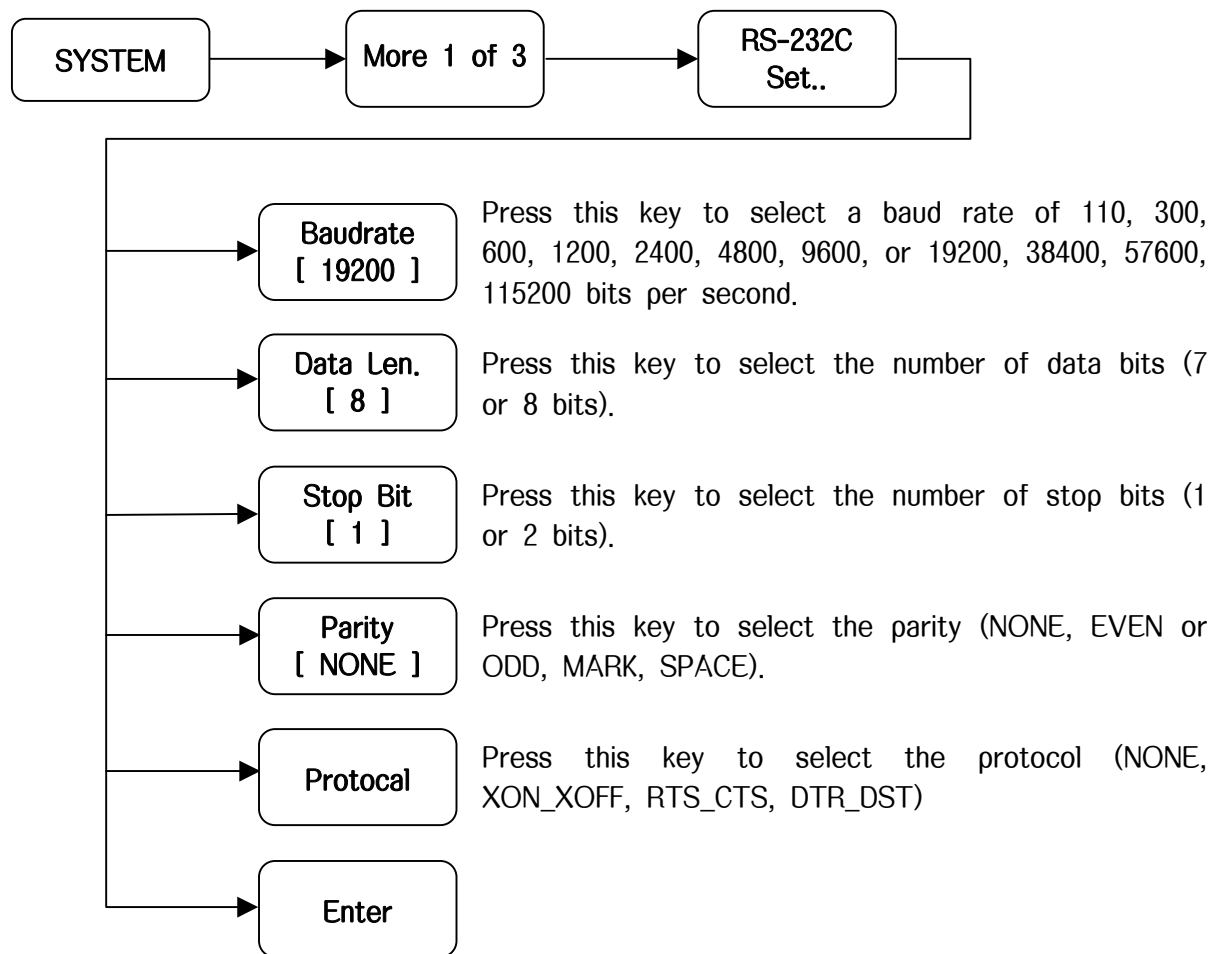 SYSTEM
More 1 of 3
RS-232C
Set..
Baudrate
[ 19200 ]
Press this key to select a baud rate of 110, 300,
600, 1200, 2400, 4800, 9600, or 19200, 38400, 57600,
115200 bits per second.
Data Len.
[ 8 ]
Press this key to select the number of data bits (7
or 8 bits).
Stop Bit
[ 1 ]
Press this key to select the number of stop bits (1
or 2 bits).
Parity
[ NONE ]
Press this key to select the parity (NONE, EVEN or
ODD, MARK, SPACE).
Protocal
Press this key to select the protocol (NONE,
XON_XOFF, RTS_CTS, DTR_DST)
Enter